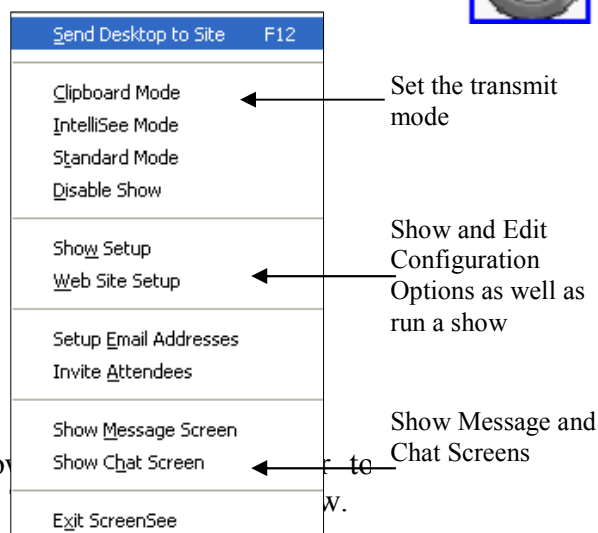 Send Desktop to Site F12
Clipboard Mode
IntelliSee Mode
Standard Mode
Disable Show
Set the transmit
mode
Show Setup
Web Site Setup
Show and Edit
Configuration
Options as well as
run a show
Setup Email Addresses
Invite Attendees
Show Message Screen
Show Chat Screen
Show Message and
Chat Screens
to
w.
Exit ScreenSee